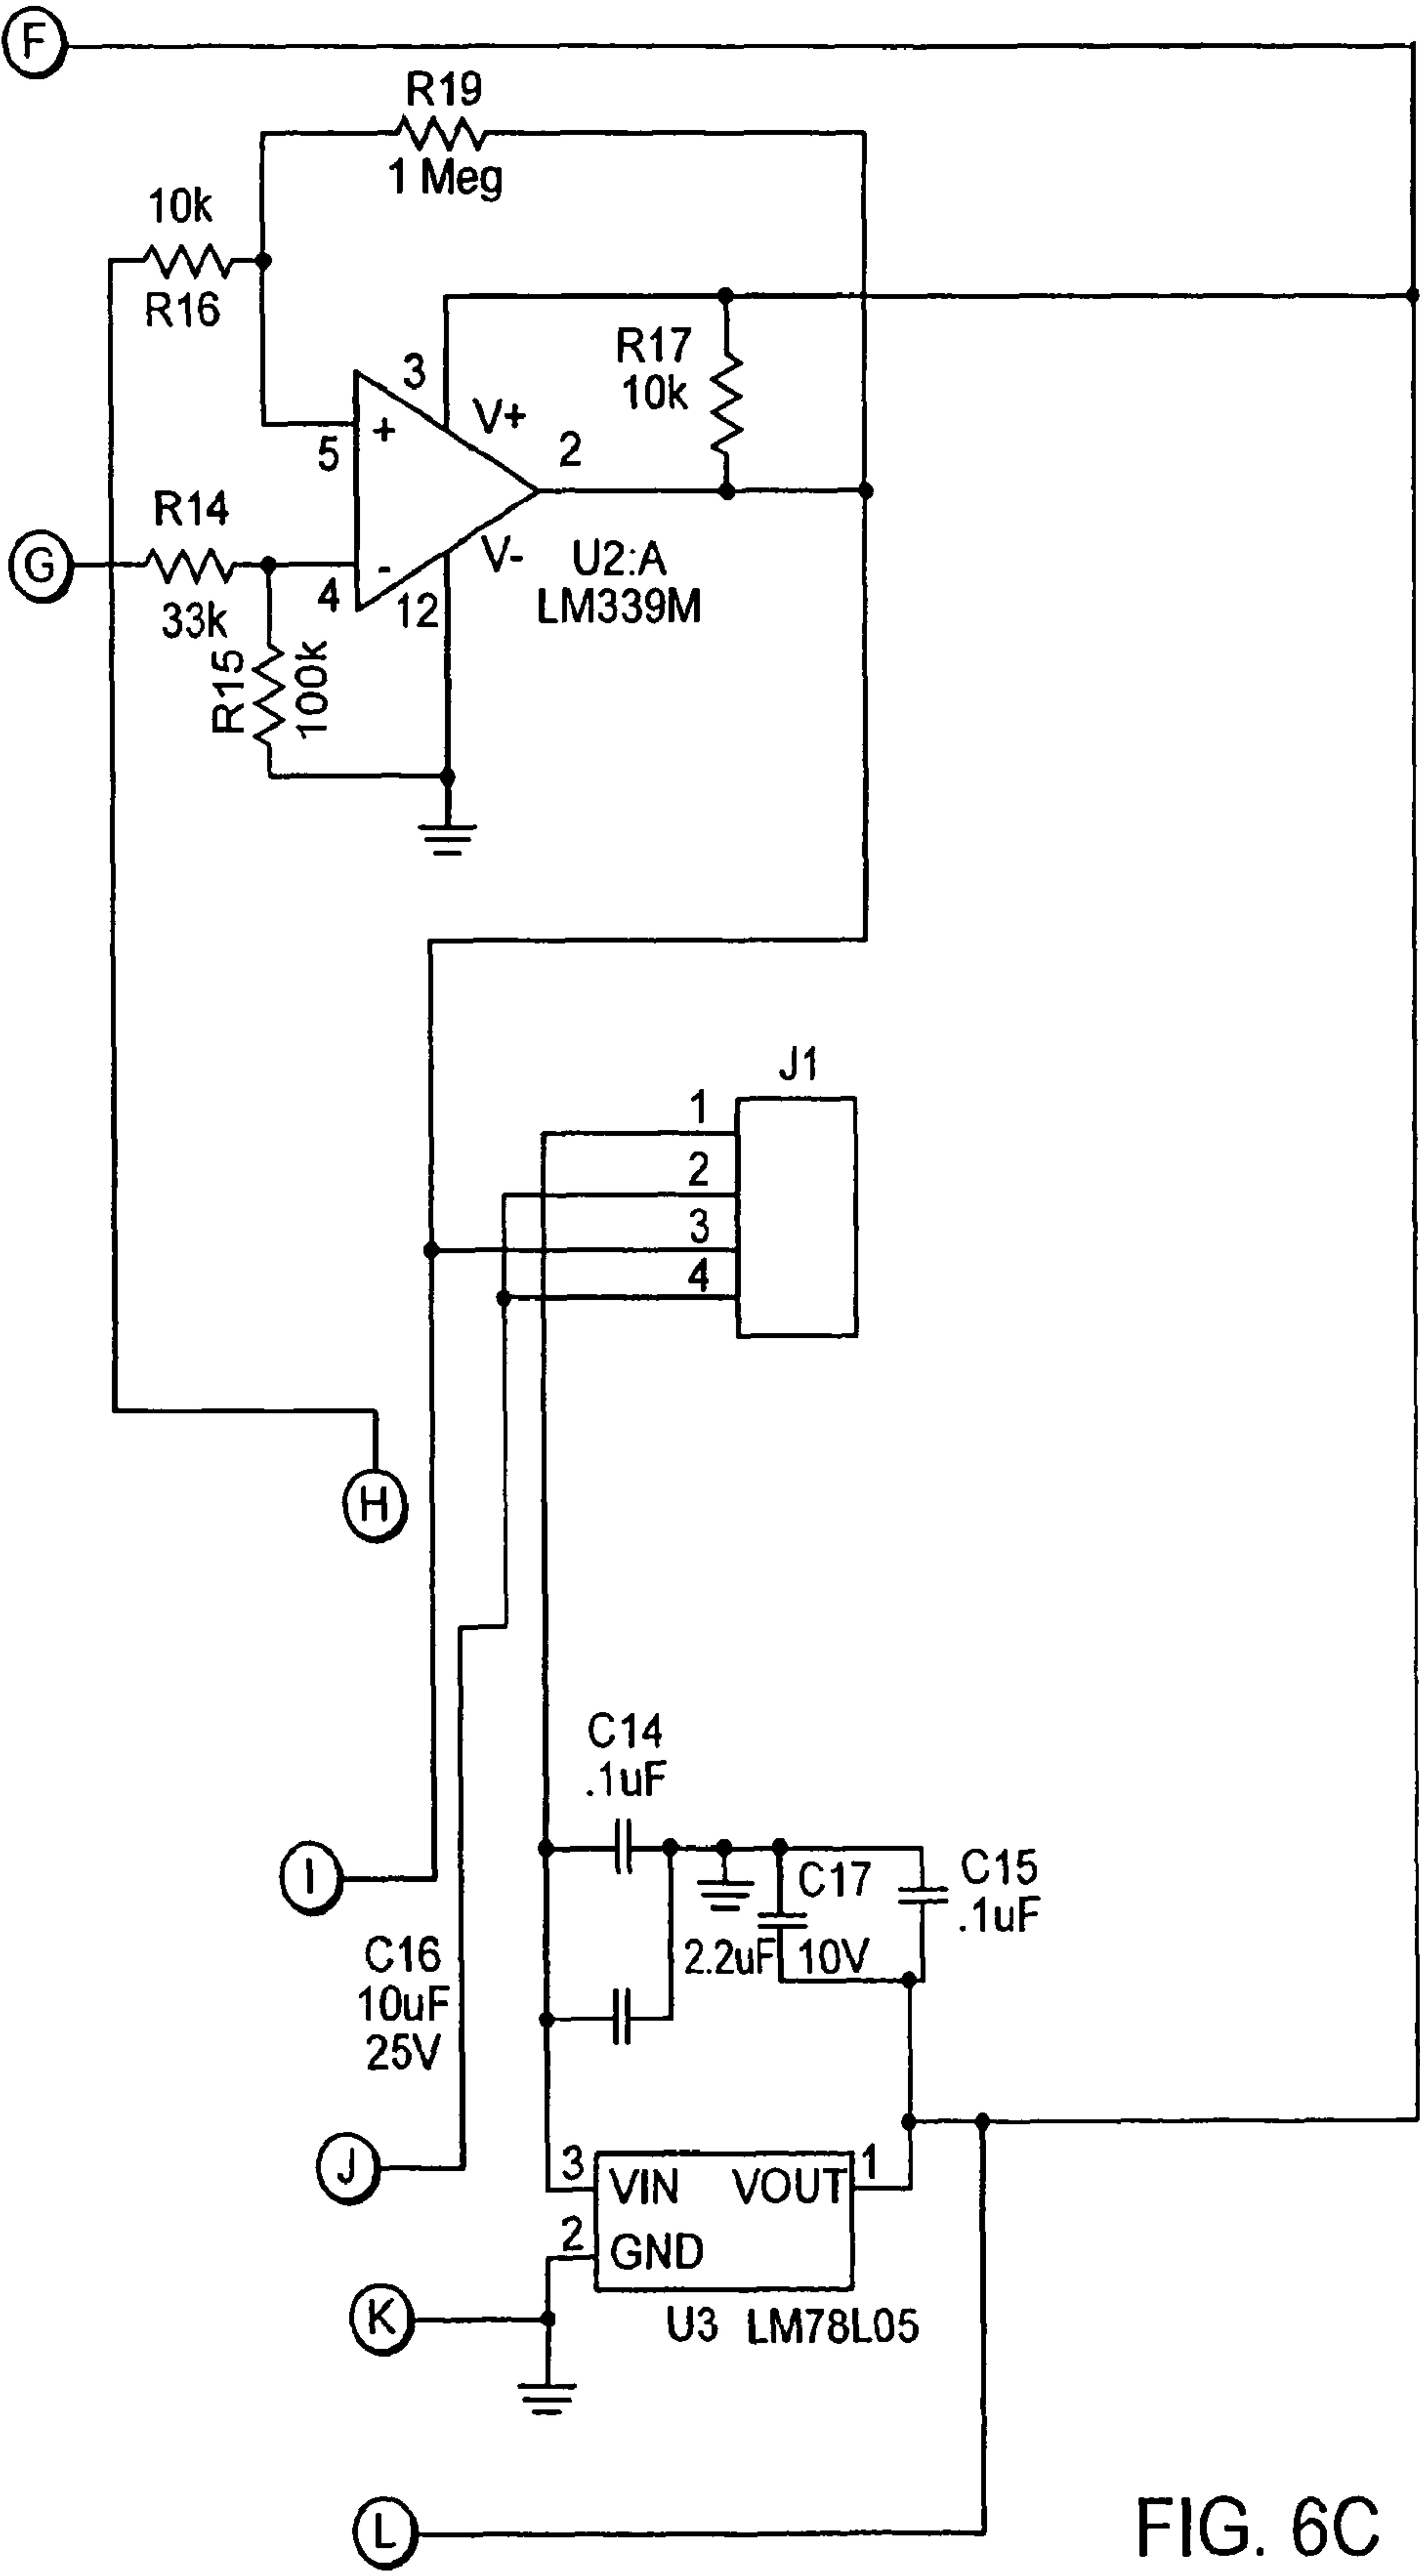 F
R19
1 Meg
10k
R16
3
V+
R17
10k
+
5
2
R14
G
-
4
V-
12
U2:A
LM339M
33k
R15
100k
J1
1
2
3
4
H
C14
.1uF
I
C17
C15
.1uF
2.2uF 10V
C16
10uF
25V
J
3
VIN VOUT
1
2
GND
K
U3 LM78L05
L
FIG. 6C